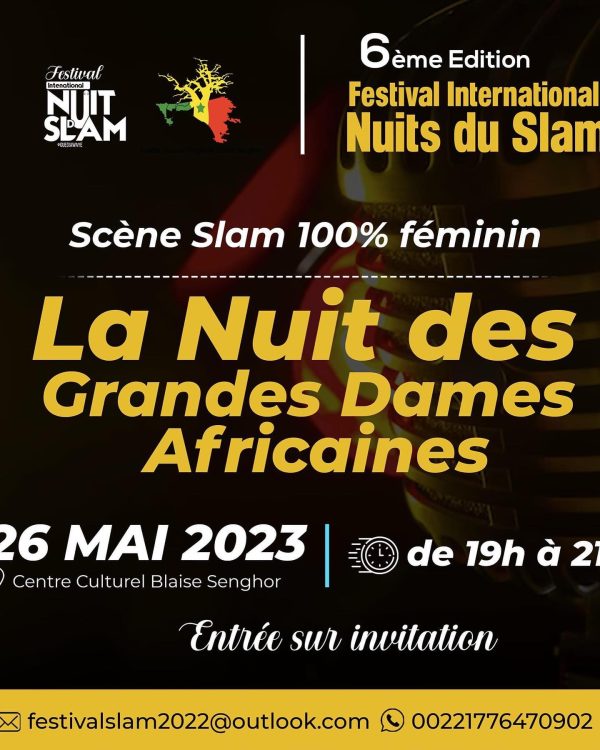 Festival
International
NUIT
DU
SLAM
6ème Edition
Festival International
Nuits du Slam
Scène Slam 100% féminin
La Nuit des
Grandes Dames
Africaines
26 MAI 2023
Centre Culturel Blaise Senghor
de 19h à 21
Entrée sur invitation
festivalslam2022@outlook.com 00221776470902